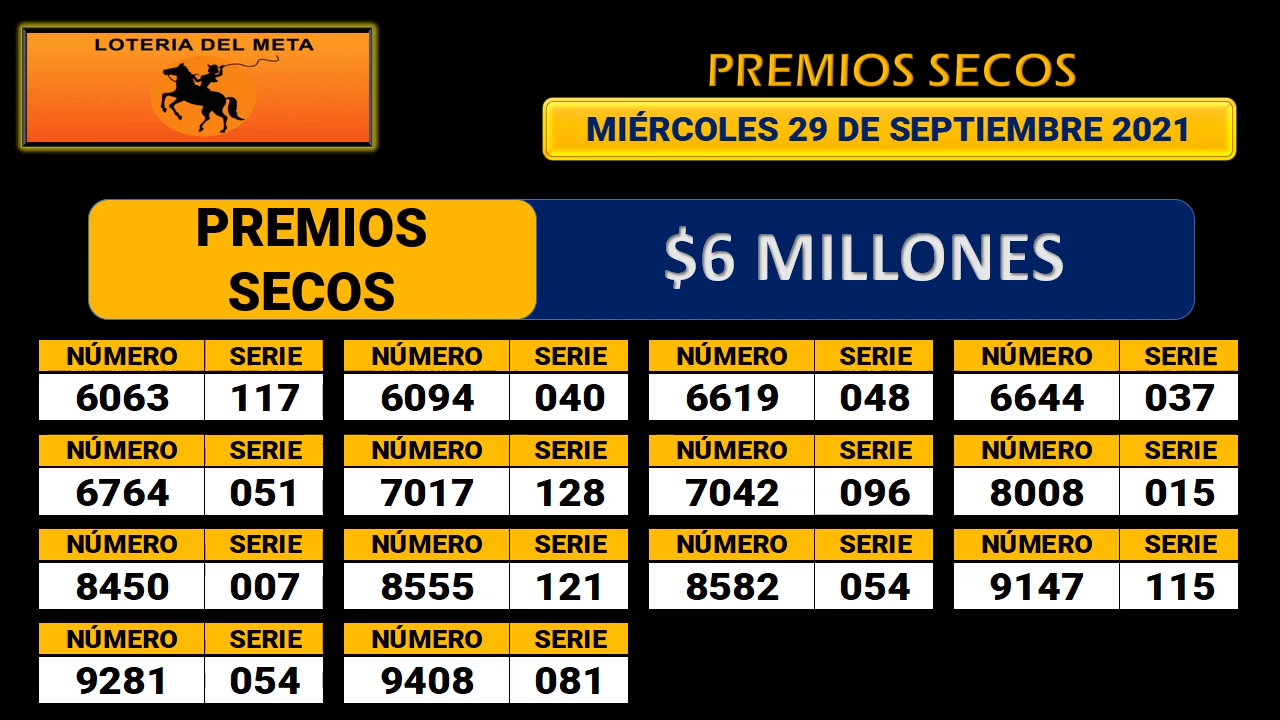 LOTERIA DEL META
PREMIOS SECOS
MIÉRCOLES 29 DE SEPTIEMBRE 2021
PREMIOS
SECOS
$6 MILLONES
NÚMERO SERIE NÚMERO SERIE NÚMERO SERIE NÚMERO SERIE
6063 117 6094 040 6619 048 6644 037
NÚMERO SERIE NÚMERO SERIE NÚMERO SERIE NÚMERO SERIE
6764 051 7017 128 7042 096 8008 015
NÚMERO SERIE NÚMERO SERIE NÚMERO SERIE NÚMERO SERIE
8450 007 8555 121 8582 054 9147 115
NÚMERO SERIE NÚMERO SERIE
9281 054 9408 081